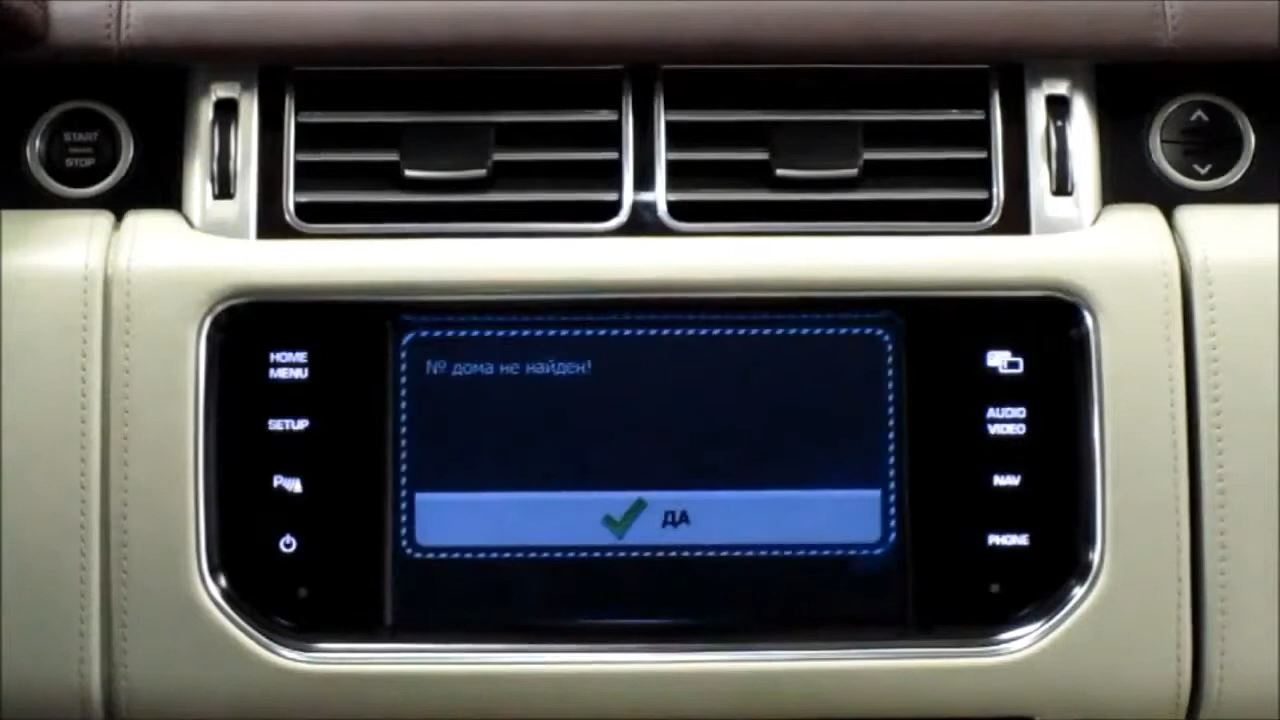 START
STOP
HOME
MENU
SETUP
№ дома не найден!
ДА
AUDIO
VIDEO
NAV
PHONE